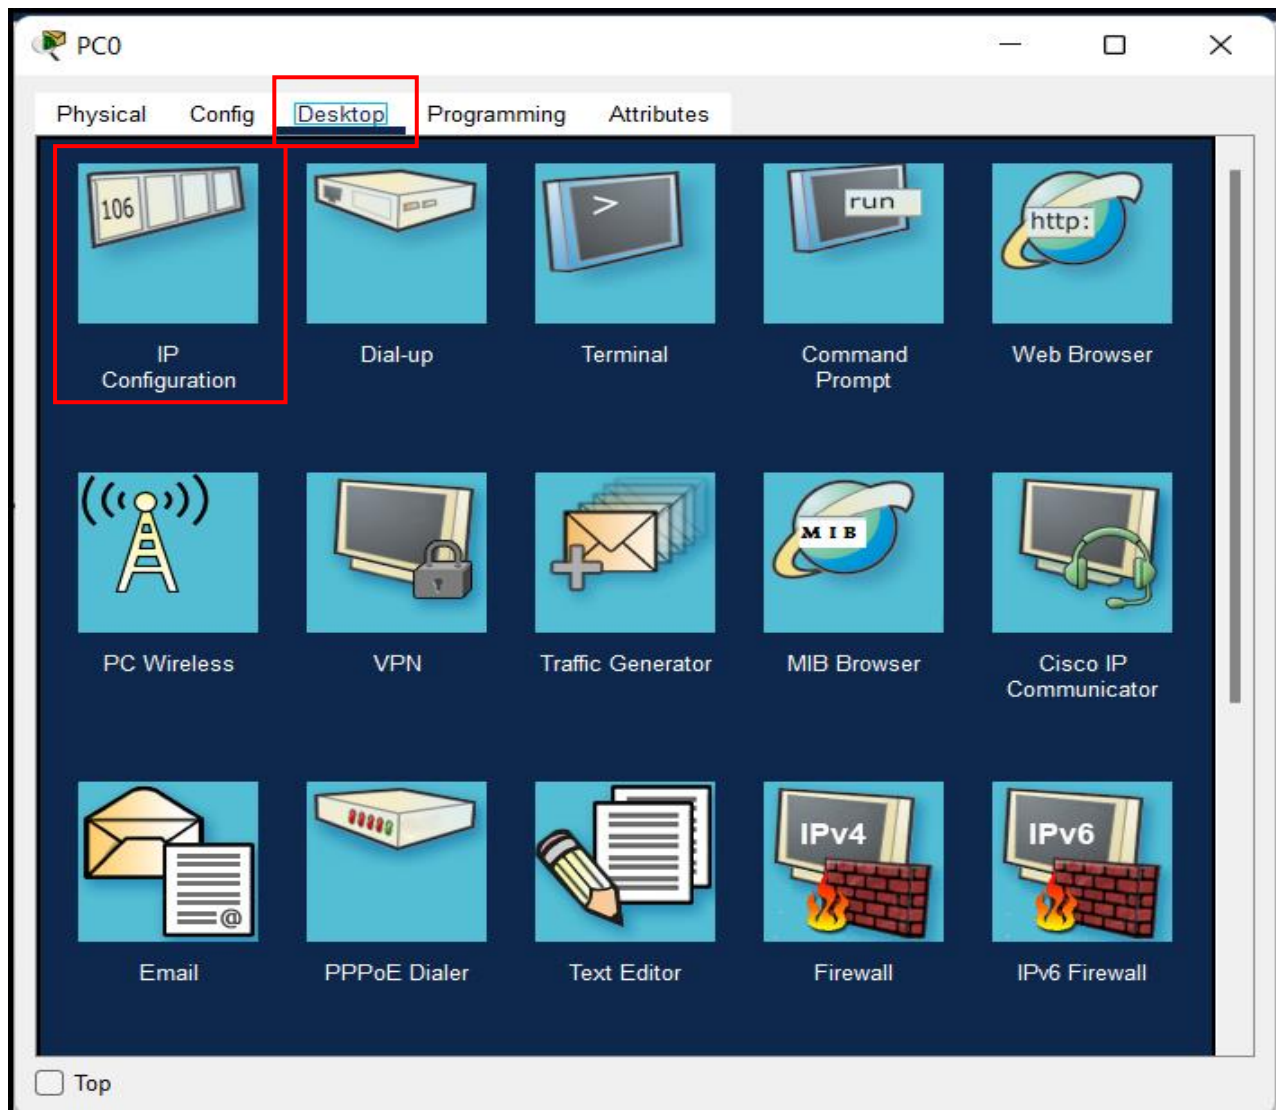 PC0
Physical Config Desktop Programming Attributes
106
>
run
http:
IP
Configuration
Dial-up
Terminal
Command
Prompt
Web Browser
MIB
PC Wireless
VPN
Traffic Generator
MIB Browser
Cisco IP
Communicator
@
IPv4
IPv6
Email
PPPoE Dialer
Text Editor
Firewall
IPv6 Firewall
Top